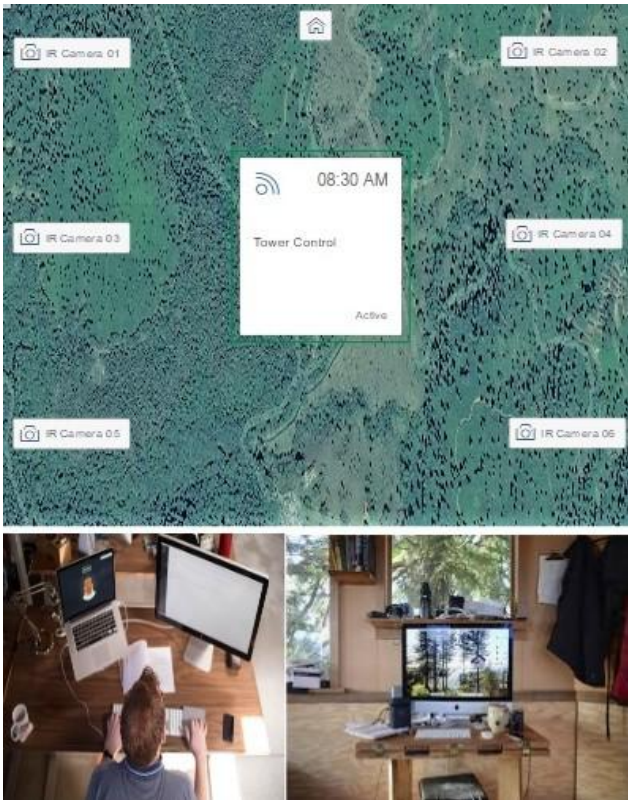 IR Camera 01
IR Camera 02
08:30 AM
Tower Control
IR Camera 03
IR Camera 04
Active
IR Camera 05
IR Camera 06